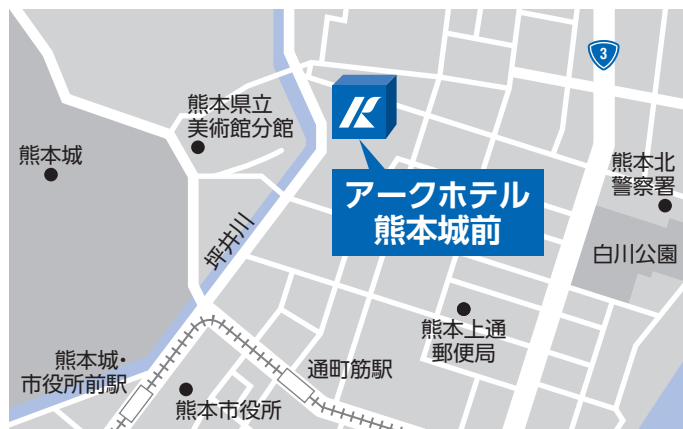 3
熊本県立
美術館分館
熊本城
アークホテル
熊本城前
熊本北
警察署
白川公園
坪井川
熊本上通
郵便局
熊本城・
市役所前駅
通町筋駅
熊本市役所